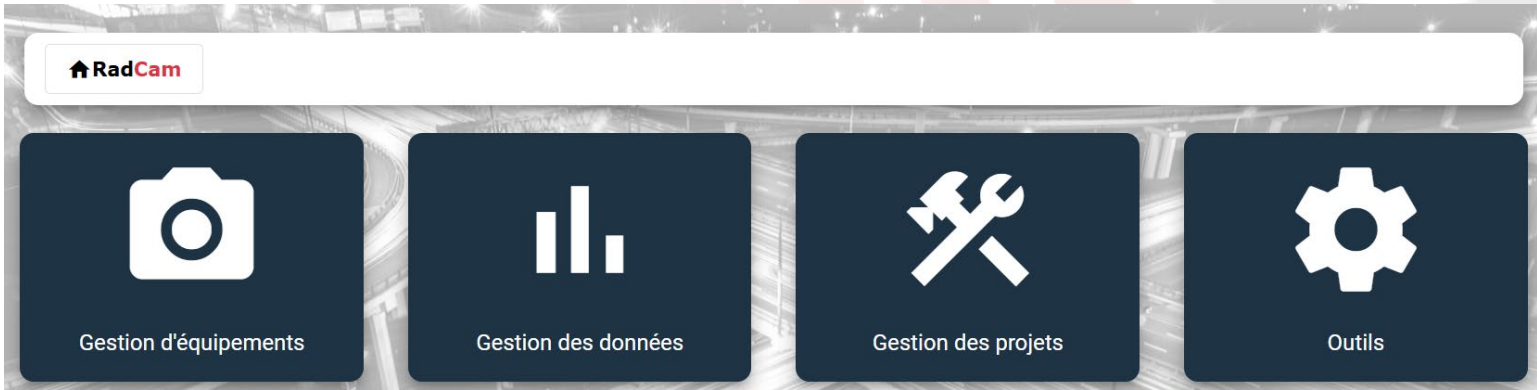 RadCam
Gestion d'équipements
Gestion des données
Gestion des projets
Outils